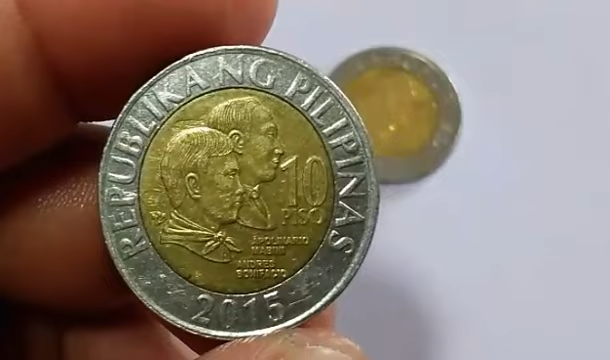 REPUBLIKA NG PILIPINAS
10
PISO
APOLINARIO
MABINI
ANDRES
BONIFACIO
2015